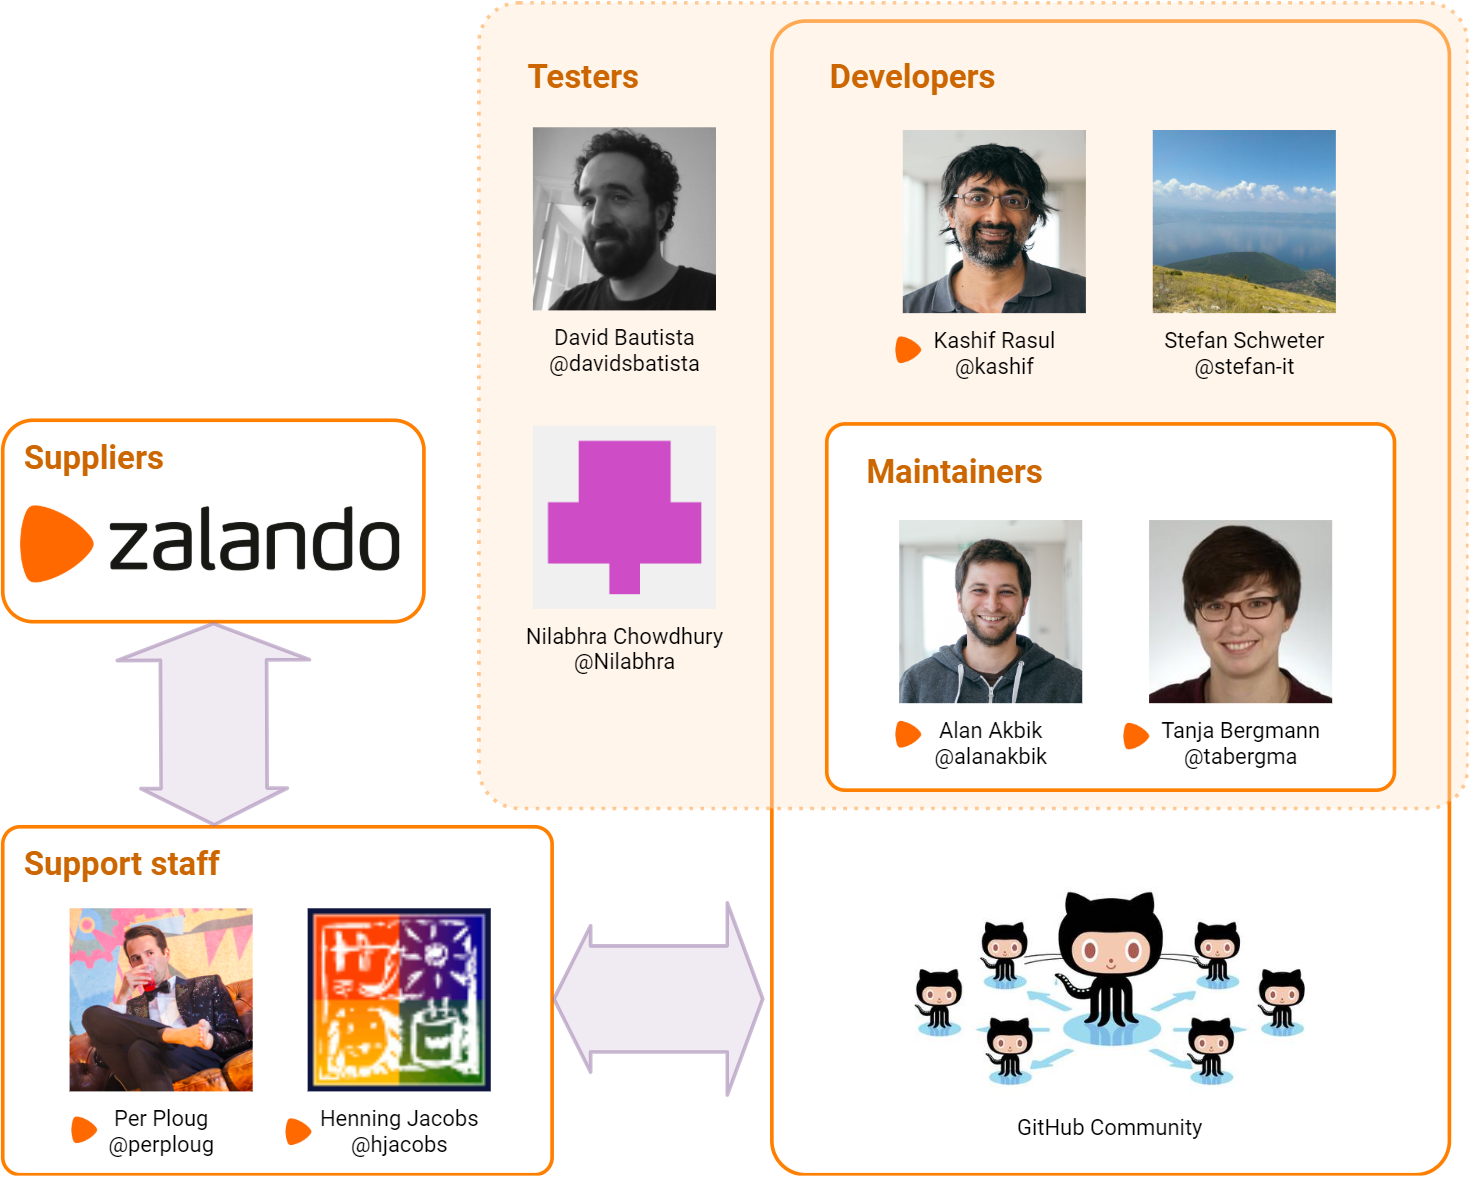 Testers
David Bautista
@davidsbatista
Nilabhra Chowdhury
@Nilabhra
Developers
Kashif Rasul
@kashif
Stefan Schweter
@stefan-it
Maintainers
Alan Akbik
@alanakbik
Tanja Bergmann
@tabergma
Suppliers
zalando
Support staff
Per Ploug
@perploug
Henning Jacobs
@hjacobs
GitHub Community